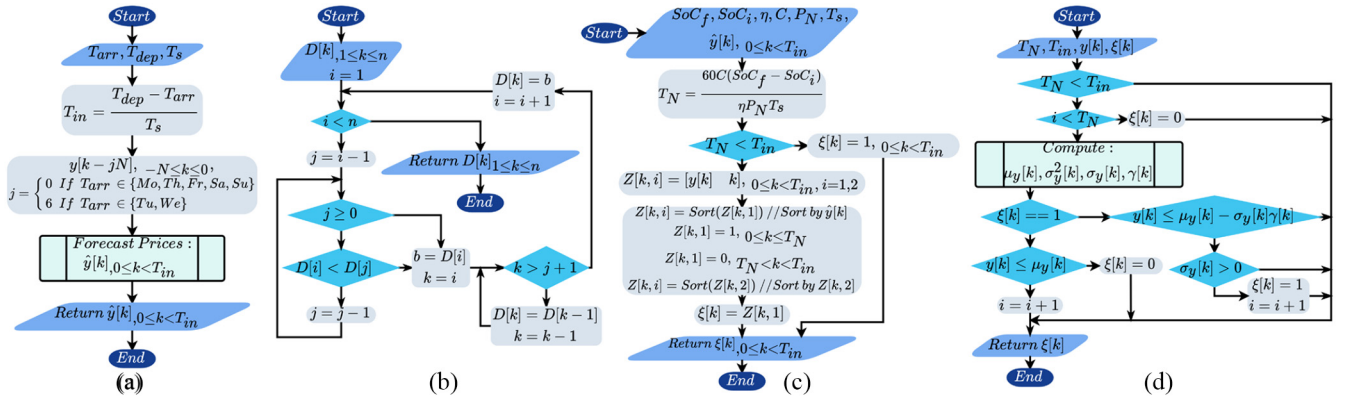 Start
T_arr, T_dep, T_s
T_in = (T_dep − T_arr) / T_s
y[k − jN], −N≤k≤0,
j = { 0 If T_arr ∈ {Mo, Th, Fr, Sa, Su}
6 If T_arr ∈ {Tu, We}
Forecast Prices :
ŷ[k],0≤k<T_in
Return ŷ[k],0≤k<T_in
End
(a)
Start
D[k],1≤k≤n
i = 1
D[k] = b
i = i + 1
i < n
j = i − 1
Return D[k]1≤k≤n
End
j ≥ 0
D[i] < D[j]
b = D[i]
k = i
k > j + 1
j = j − 1
D[k] = D[k−1]
k = k − 1
(b)
Start
SoC_f, SoC_i, η, C, P_N, T_s,
ŷ[k], 0≤k<T_in
T_N = 60C(SoC_f − SoC_i) / ηP_N T_s
T_N < T_in
ξ[k] = 1, 0≤k<T_in
Z[k, i] = [y[k] k], 0≤k<T_in, i=1,2
Z[k, i] = Sort(Z[k, 1]) //Sort by ŷ[k]
Z[k, 1] = 1, 0≤k≤T_N
Z[k, 1] = 0, T_N<k<T_in
Z[k, i] = Sort(Z[k, 2]) //Sort by Z[k, 2]
ξ[k] = Z[k, 1]
Return ξ[k],0≤k<T_in
End
(c)
Start
T_N, T_in, y[k], ξ[k]
T_N < T_in
i < T_N
ξ[k] = 0
Compute :
μ_y[k], σ²_y[k], σ_y[k], γ[k]
ξ[k] == 1
y[k] ≤ μ_y[k] − σ_y[k]γ[k]
y[k] ≤ μ_y[k]
ξ[k] = 0
σ_y[k] > 0
i = i + 1
ξ[k] = 1
i = i + 1
Return ξ[k]
End
(d)